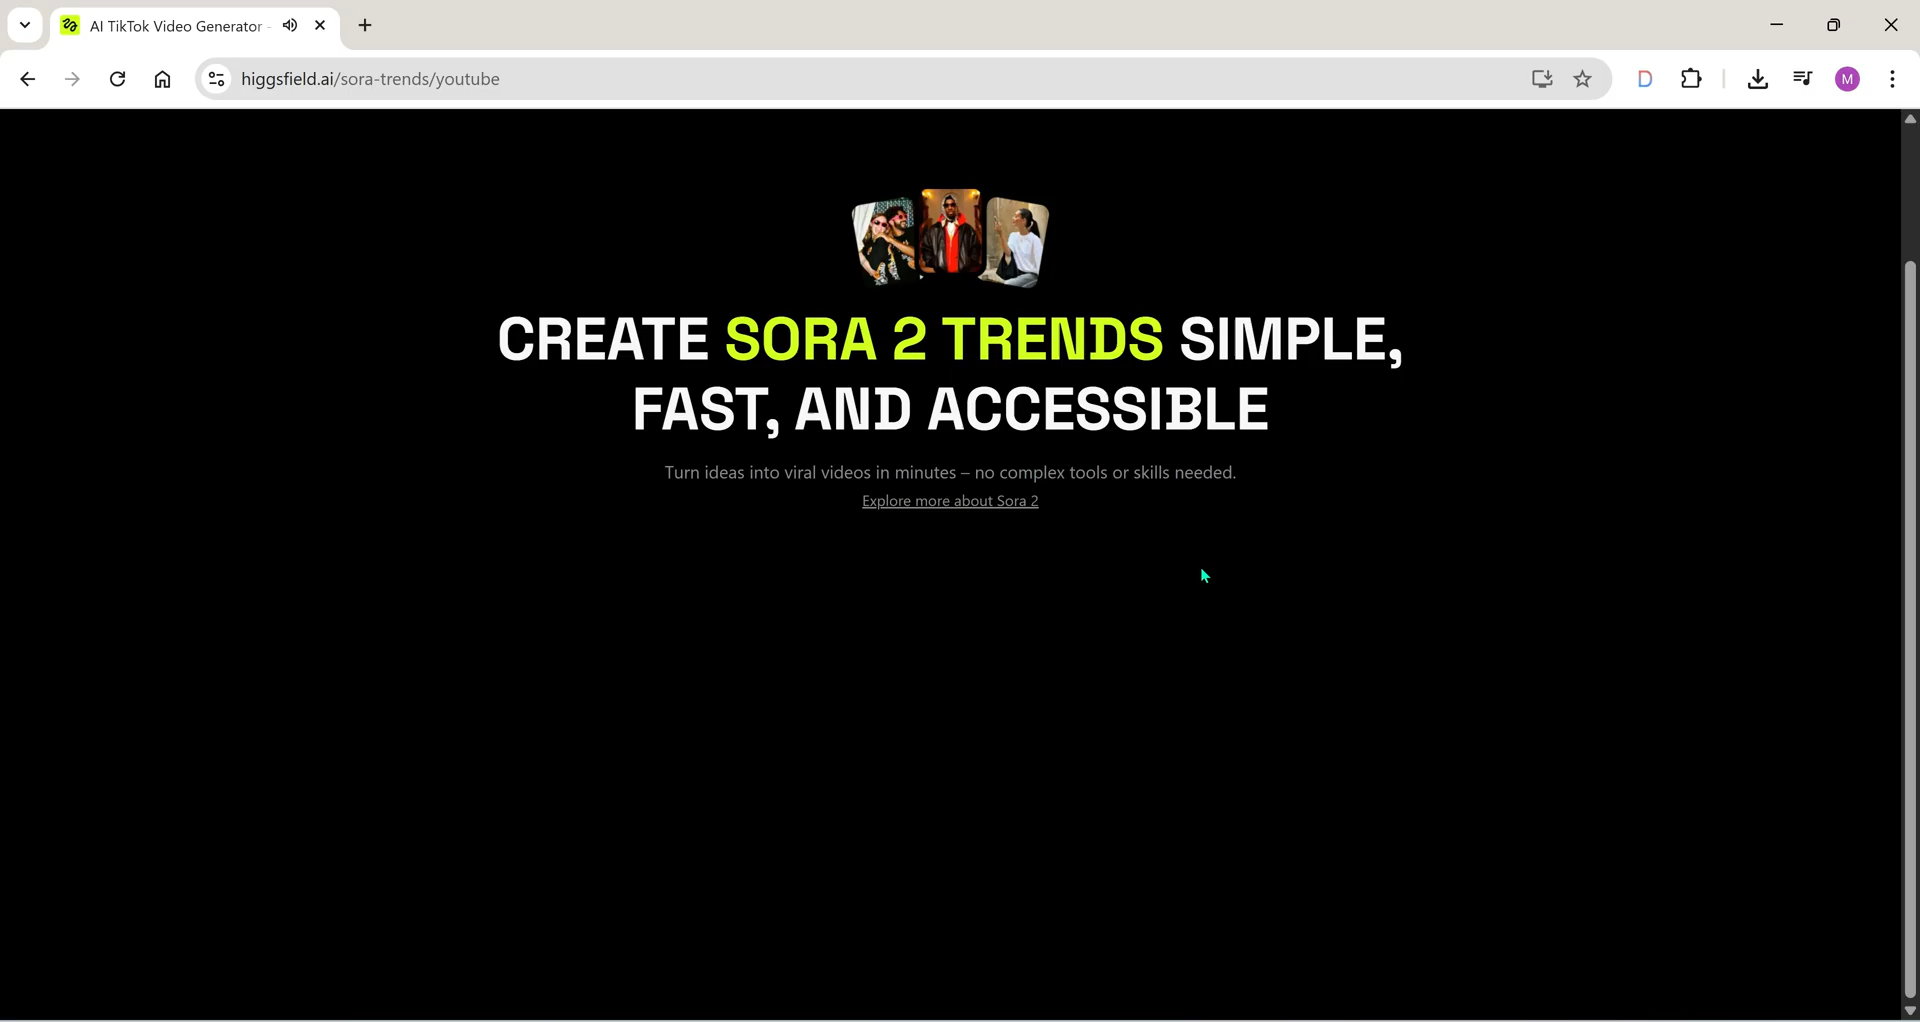 AI TikTok Video Generator -
higgsfield.ai/sora-trends/youtube
D
M
CREATE SORA 2 TRENDS SIMPLE,
FAST, AND ACCESSIBLE
Turn ideas into viral videos in minutes – no complex tools or skills needed.
Explore more about Sora 2